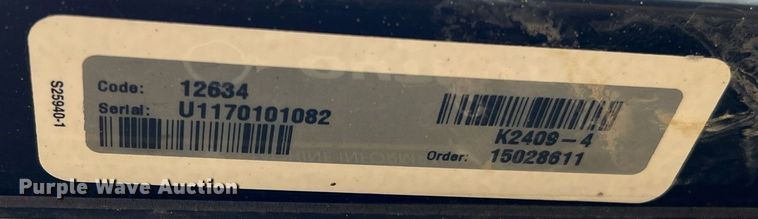 S25940-1
Code: 12634
Serial: U1170101082
K2409-4
Order: 15028611
Purple Wave Auction